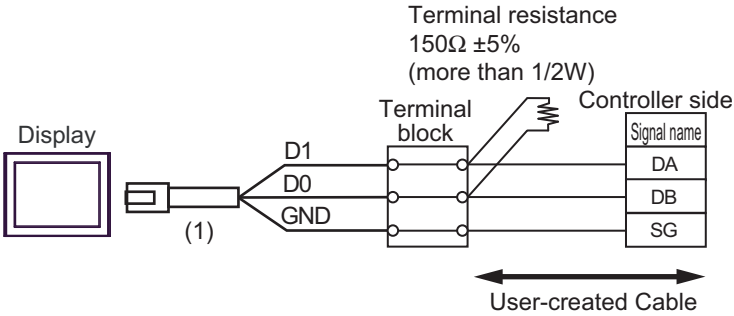 Terminal resistance
150Ω ±5%
(more than 1/2W)
Controller side
Terminal
block
Signal name
Display
D1
DA
D0
DB
GND
SG
(1)
User-created Cable